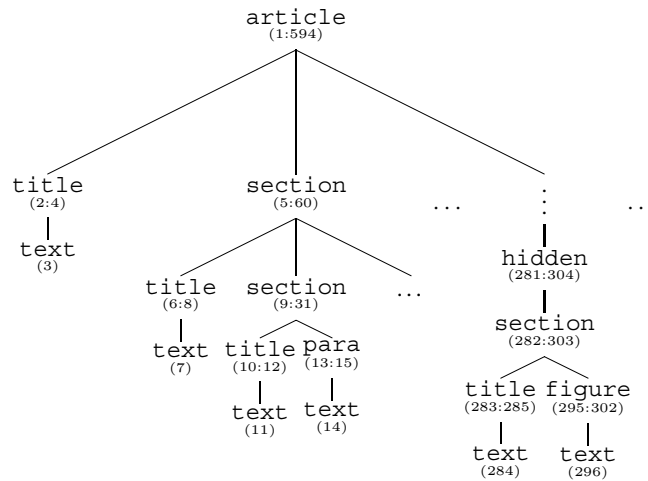 article
(1:594)
title
(2:4)
section
(5:60)
...
⋮
..
text
(3)
hidden
(281:304)
title
(6:8)
section
(9:31)
...
section
(282:303)
text
(7)
title
(10:12)
para
(13:15)
title
(283:285)
figure
(295:302)
text
(11)
text
(14)
text
(284)
text
(296)